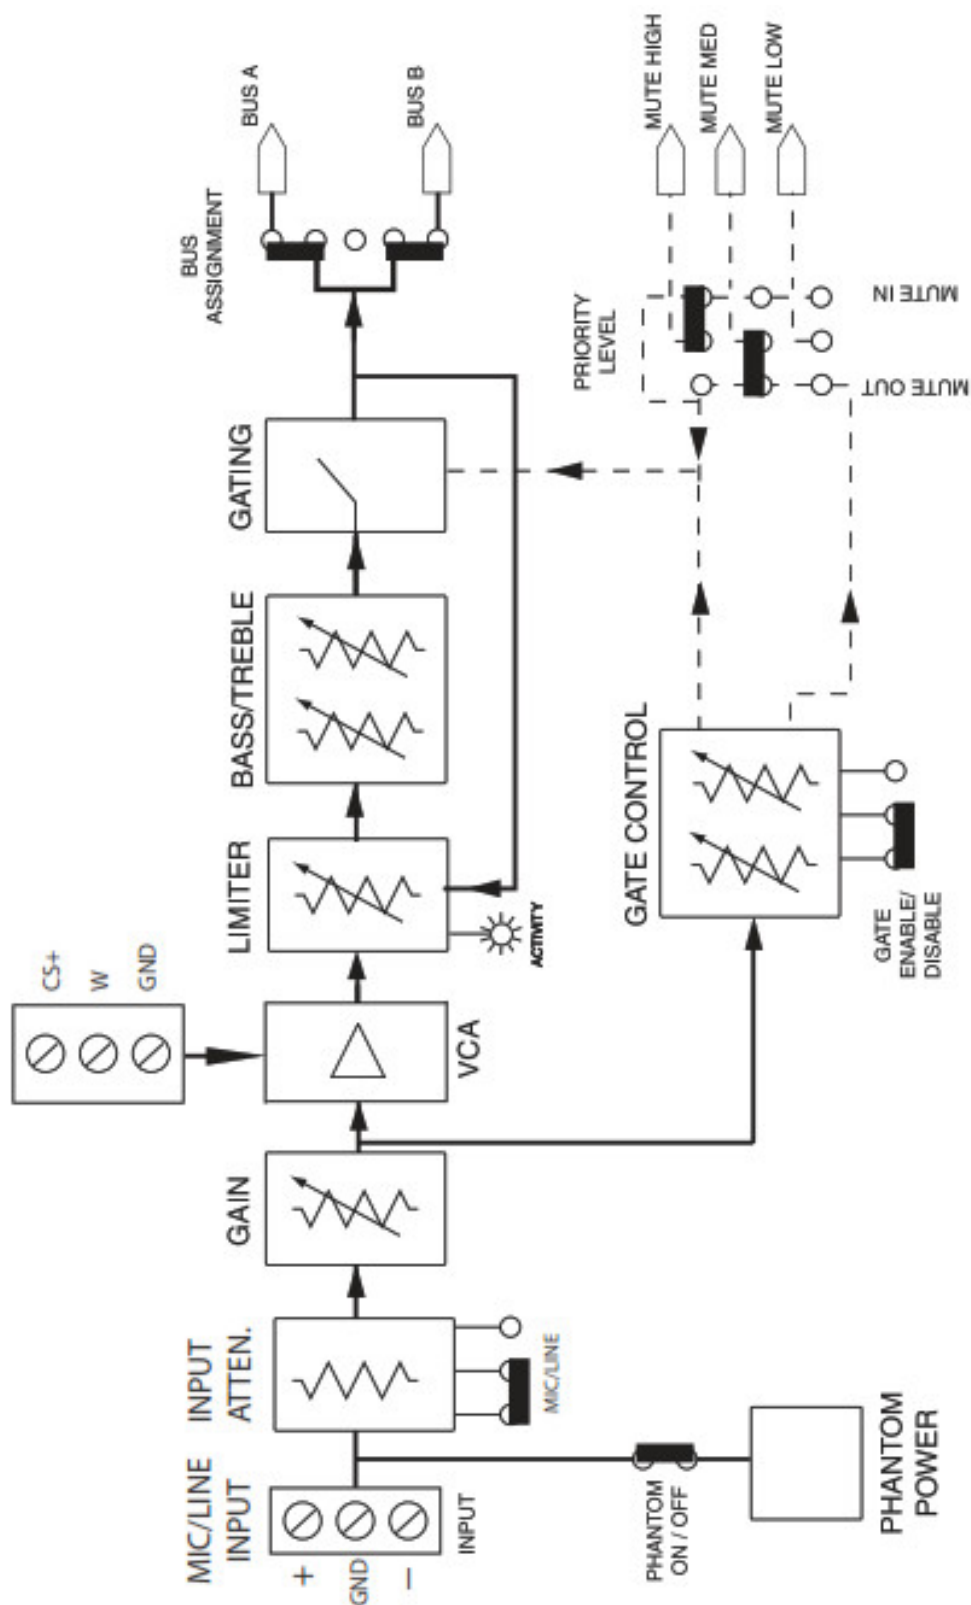 MIC/LINE
INPUT
+
GND
−
INPUT
INPUT
ATTEN.
MIC/LINE
PHANTOM
ON / OFF
PHANTOM
POWER
GAIN
CS+
W
GND
VCA
LIMITER
ACTIVITY
BASS/TREBLE
GATING
GATE CONTROL
GATE
ENABLE/
DISABLE
BUS
ASSIGNMENT
BUS A
BUS B
PRIORITY
LEVEL
MUTE OUT
MUTE IN
MUTE HIGH
MUTE MED
MUTE LOW